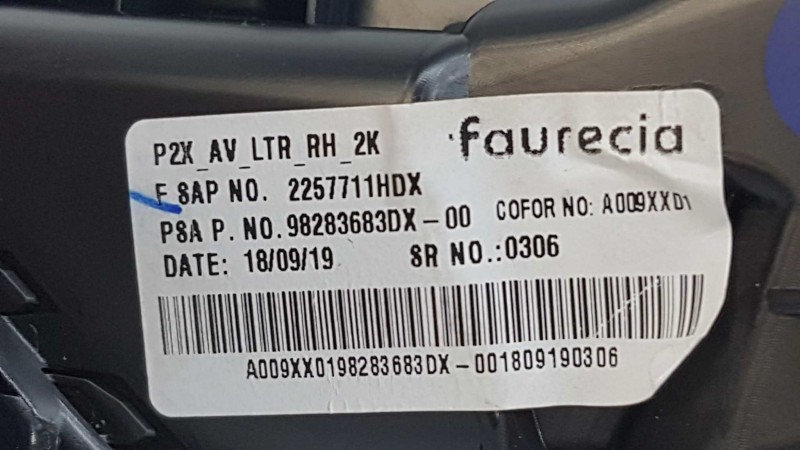 P2X_AV_LTR_RH_2K faurecia
F SAP NO. 2257711HDX
PSA P. NO.98283683DX-00 COFOR NO: A009XX01
DATE: 18/09/19 SR NO.:0306
A009XX0198283683DX-001809190306